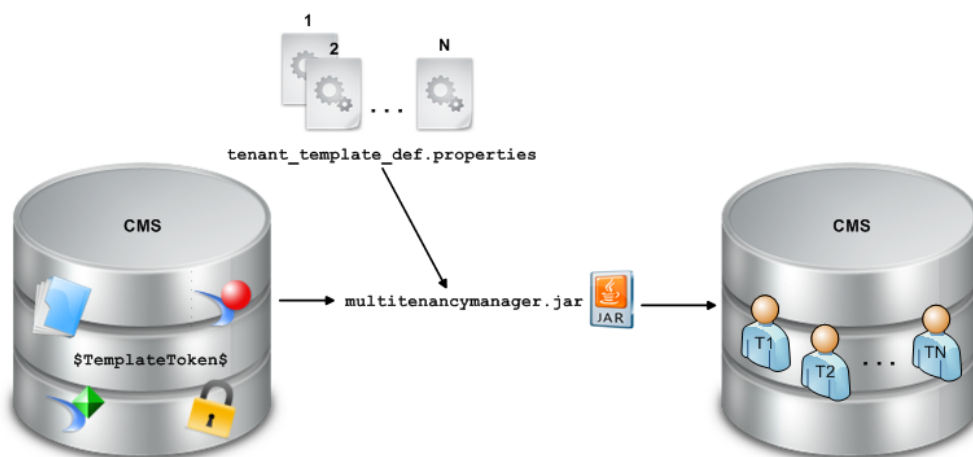 1
2
N
. . .
tenant_template_def.properties
CMS
CMS
multitenancymanager.jar
JAR
$TemplateToken$
T1
T2
. . .
TN